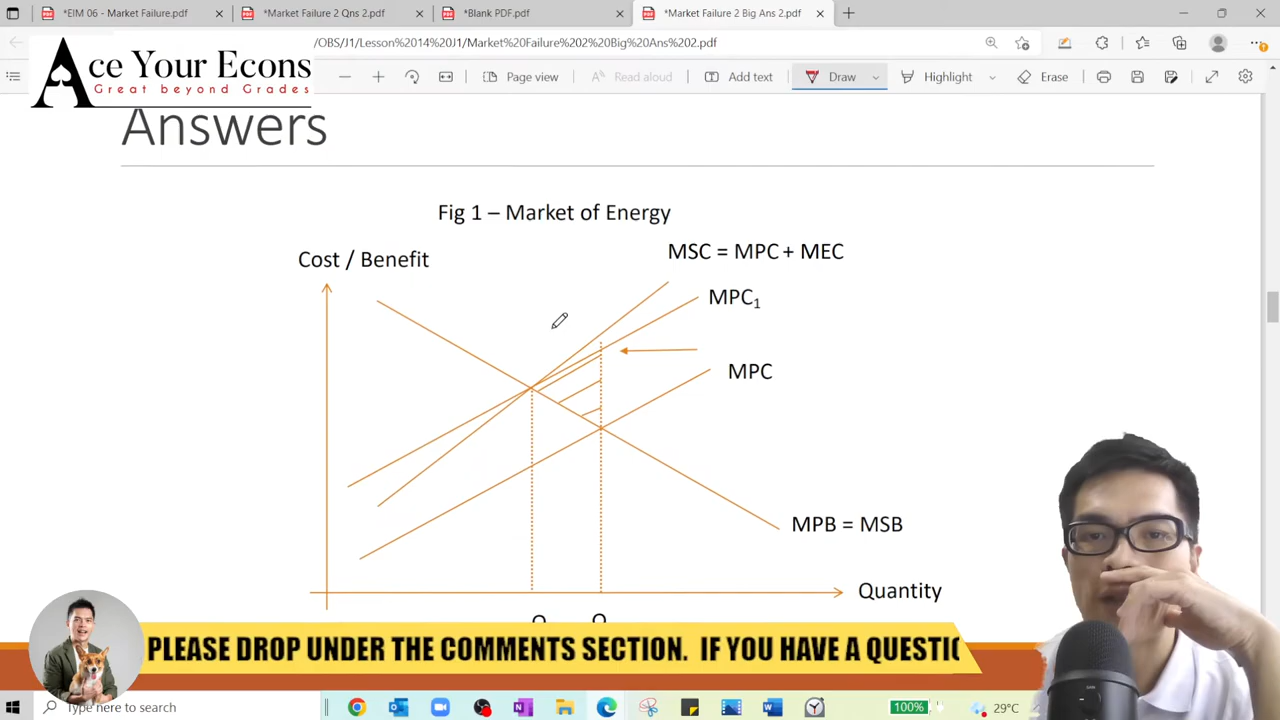 *EIM 06 - Market Failure.pdf
*Market Failure 2 Qns 2.pdf
*Blank PDF.pdf
*Market Failure 2 Big Ans 2.pdf
/OBS/J1/Lesson%2014%20J1/Market%20Failure%202%20Big%20Ans%202.pdf
Ace Your Econs
Great beyond Grades
Page view
Read aloud
Add text
Draw
Highlight
Erase
Answers
Fig 1 – Market of Energy
Cost / Benefit
MSC = MPC + MEC
MPC1
MPC
MPB = MSB
Quantity
PLEASE DROP UNDER THE COMMENTS SECTION. IF YOU HAVE A QUESTIO
Type here to search
100%
29°C